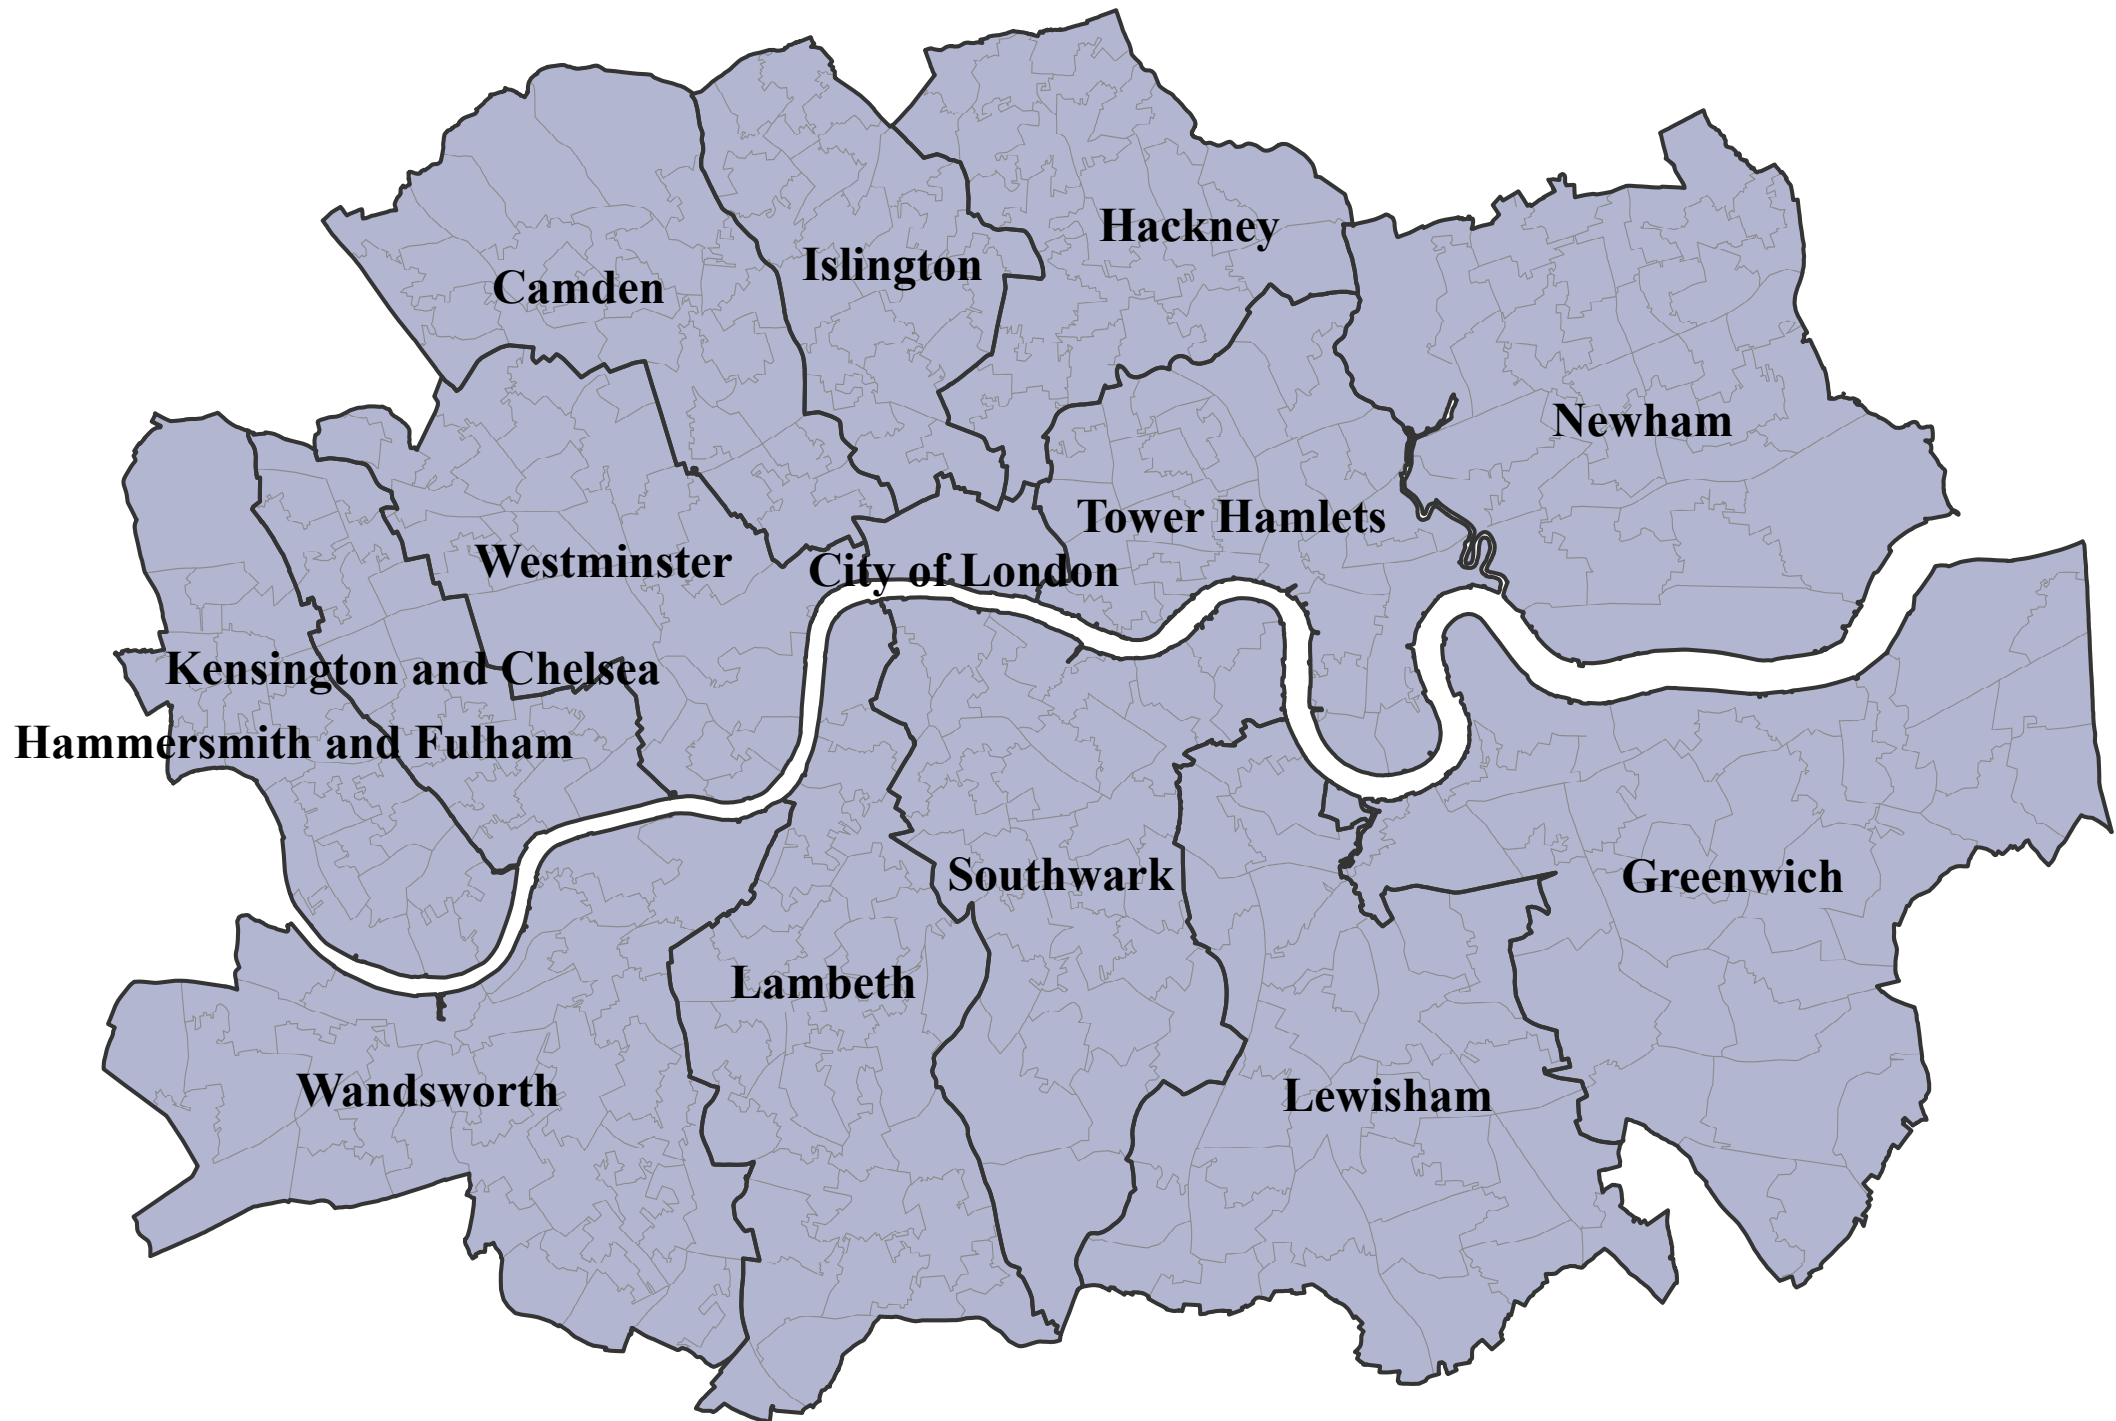 Hackney
Islington
Camden
Newham
Tower Hamlets
Westminster
City of London
Kensington and Chelsea
Hammersmith and Fulham
Southwark
Greenwich
Lambeth
Wandsworth
Lewisham